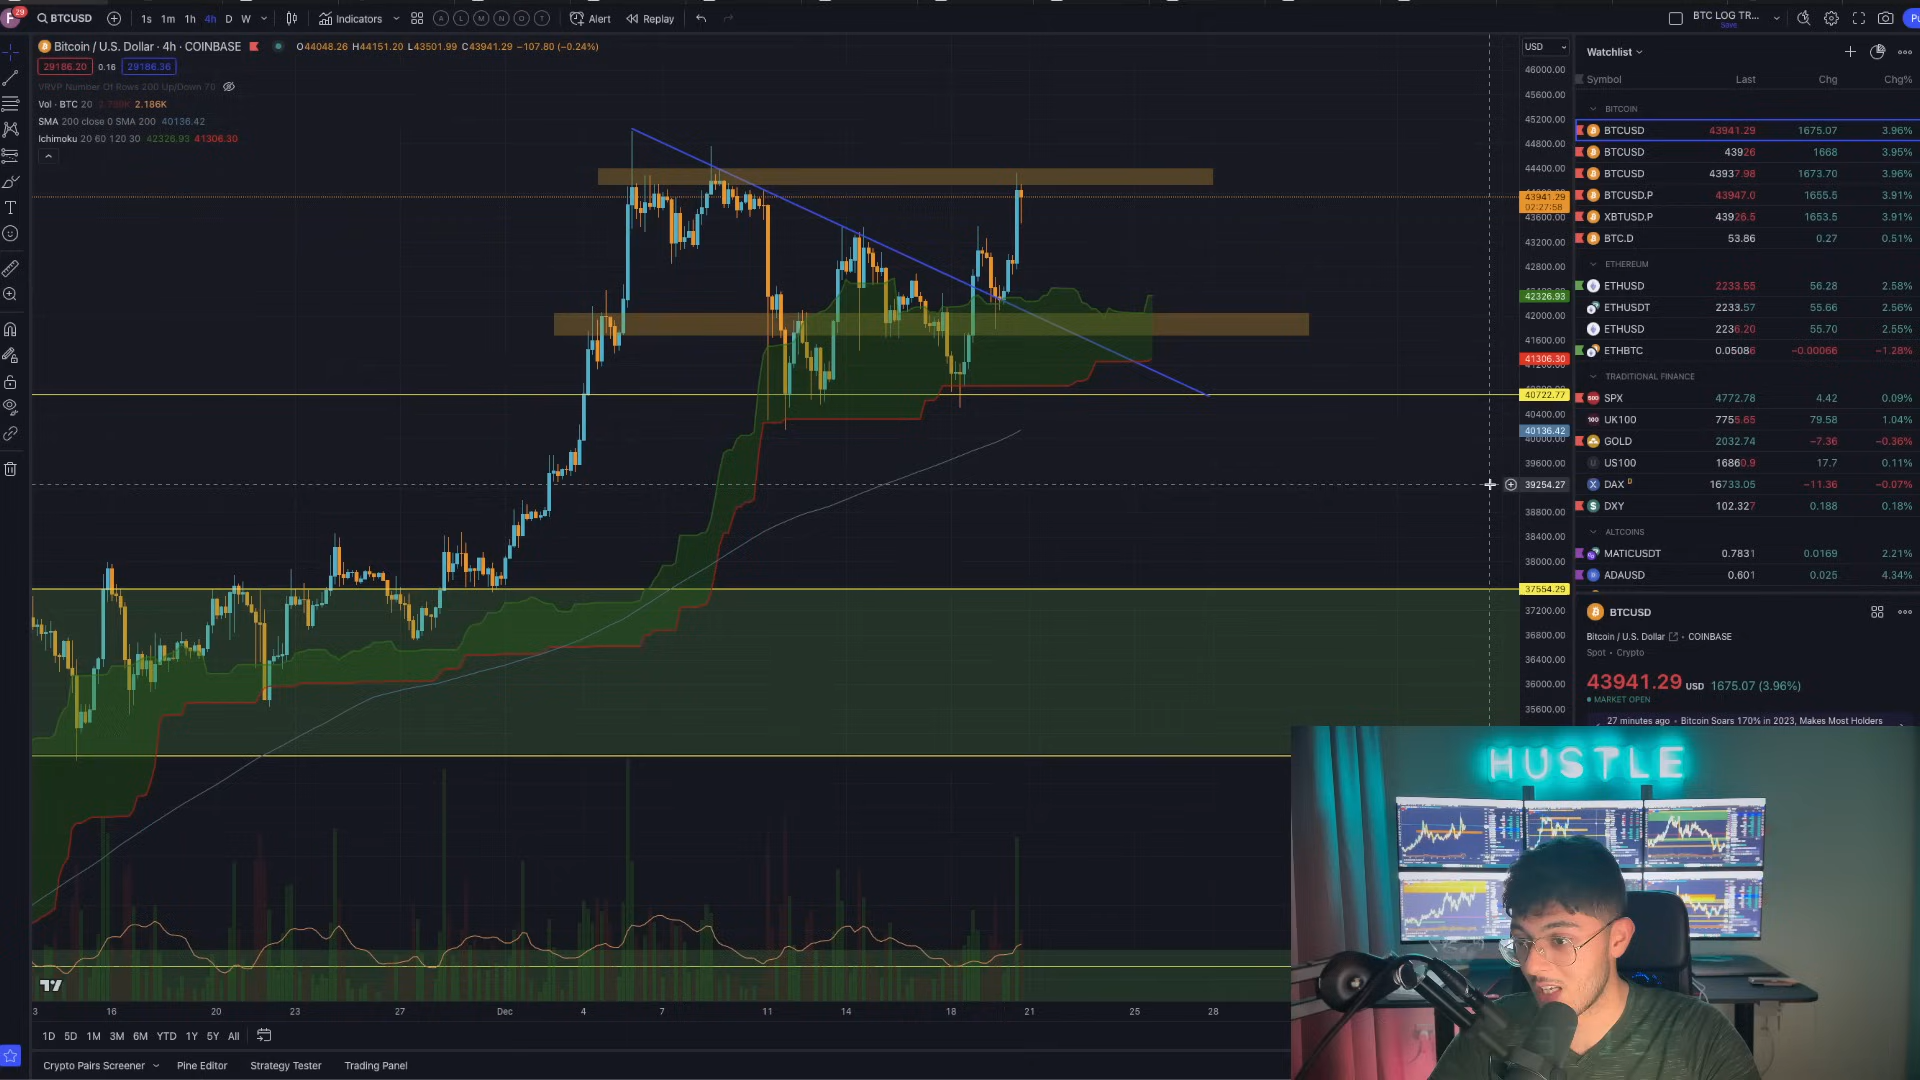 29
BTCUSD
1s 1m 1h 4h D W
Indicators
A L M N O T
Alert
Replay
BTC LOG TR...
Save
Bitcoin / U.S. Dollar · 4h · COINBASE
O44048.26 H44151.20 L43501.99 C43941.29 −107.80 (−0.24%)
29186.20 0.16 29186.36
VRVP Number Of Rows 200 Up/Down 70
Vol · BTC 20 2.186K
SMA 200 close 0 SMA 200 40136.42
Ichimoku 20 60 120 30 42326.93 41306.30
USD
46000.00
45600.00
45200.00
44800.00
44400.00
43941.29
02:27:58
43600.00
43200.00
42800.00
42326.93
42000.00
41600.00
41306.30
40722.77
40400.00
40136.42
40000.00
39600.00
39254.27
38800.00
38400.00
38000.00
37554.29
37200.00
36800.00
36400.00
36000.00
35600.00
3 16 20 23 27 Dec 4 7 11 14 18 21 25 28
1D 5D 1M 3M 6M YTD 1Y 5Y All
Crypto Pairs Screener Pine Editor Strategy Tester Trading Panel
Watchlist
Symbol Last Chg Chg%
BITCOIN
BTCUSD 43941.29 1675.07 3.96%
BTCUSD 43926 1668 3.95%
BTCUSD 43937.98 1673.70 3.96%
BTCUSD.P 43947.0 1655.5 3.91%
XBTUSD.P 43926.5 1653.5 3.91%
BTC.D 53.86 0.27 0.51%
ETHEREUM
ETHUSD 2233.55 56.28 2.58%
ETHUSDT 2233.57 55.66 2.56%
ETHUSD 2236.20 55.70 2.55%
ETHBTC 0.05086 −0.00066 −1.28%
TRADITIONAL FINANCE
SPX 4772.78 4.42 0.09%
UK100 7755.65 79.58 1.04%
GOLD 2032.74 −7.36 −0.36%
US100 16860.9 17.7 0.11%
DAX D 16733.05 −11.36 −0.07%
DXY 102.327 0.188 0.18%
ALTCOINS
MATICUSDT 0.7831 0.0169 2.21%
ADAUSD 0.601 0.025 4.34%
BTCUSD
Bitcoin / U.S. Dollar · COINBASE
Spot · Crypto
43941.29 USD 1675.07 (3.96%)
MARKET OPEN
27 minutes ago · Bitcoin Soars 170% in 2023, Makes Most Holders
HUSTLE